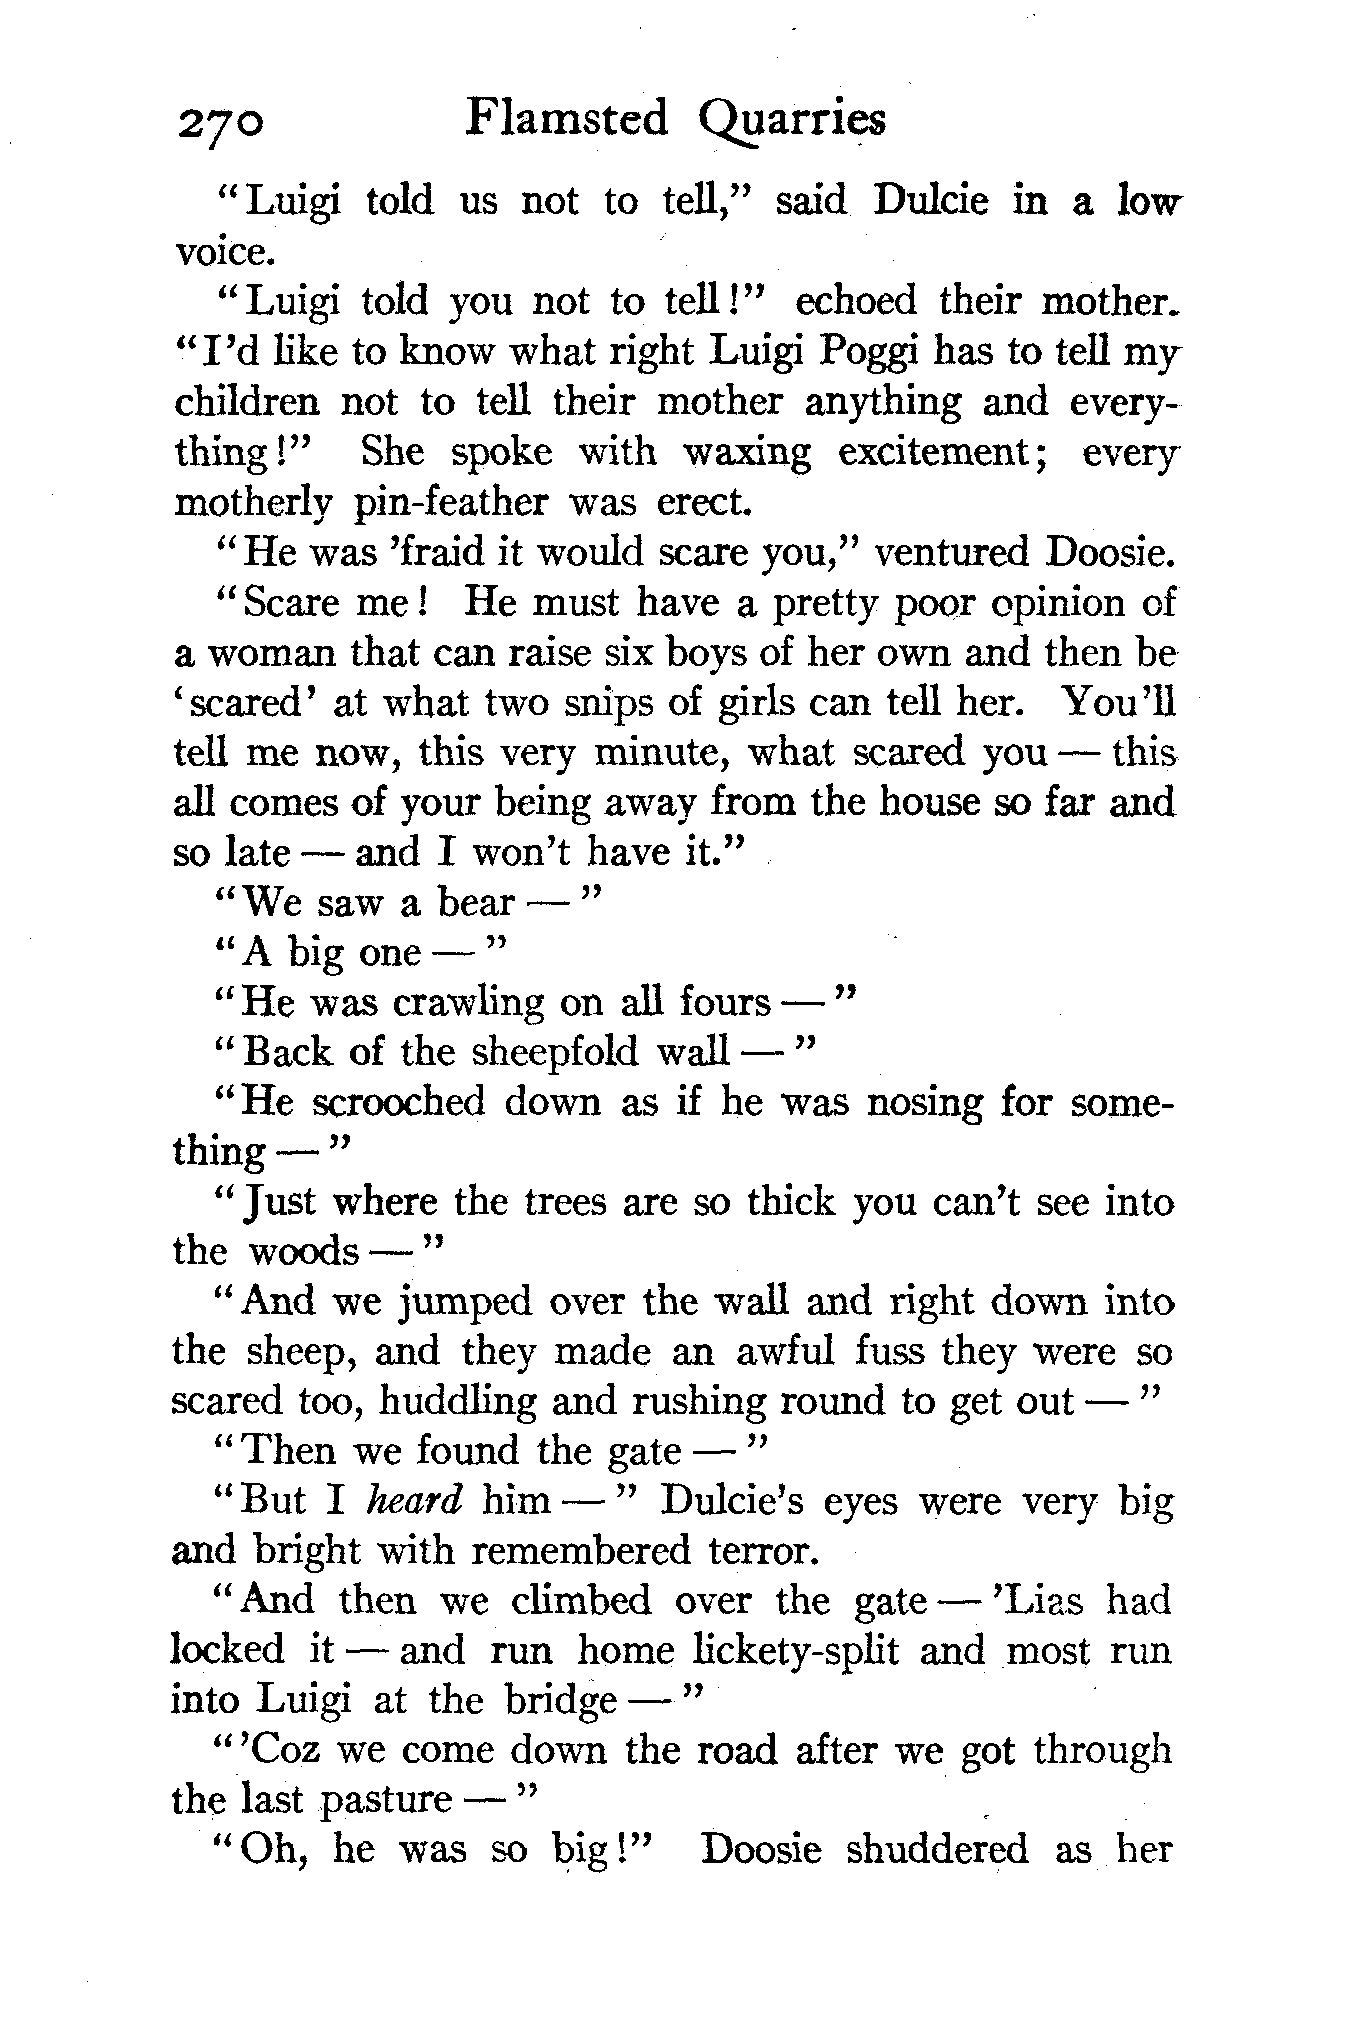 270 Flamsted Quarries
"Luigi told us not to tell," said Dulcie in a low
voice.
"Luigi told you not to tell!" echoed their mother.
"I'd like to know what right Luigi Poggi has to tell my
children not to tell their mother anything and every-
thing!" She spoke with waxing excitement; every
motherly pin-feather was erect.
"He was 'fraid it would scare you," ventured Doosie.
"Scare me! He must have a pretty poor opinion of
a woman that can raise six boys of her own and then be
'scared' at what two snips of girls can tell her. You'll
tell me now, this very minute, what scared you — this
all comes of your being away from the house so far and
so late — and I won't have it."
"We saw a bear — "
"A big one — "
"He was crawling on all fours — "
"Back of the sheepfold wall — "
"He scrooched down as if he was nosing for some-
thing — "
"Just where the trees are so thick you can't see into
the woods — "
"And we jumped over the wall and right down into
the sheep, and they made an awful fuss they were so
scared too, huddling and rushing round to get out — "
"Then we found the gate — "
"But I heard him — " Dulcie's eyes were very big
and bright with remembered terror.
"And then we climbed over the gate — 'Lias had
locked it — and run home lickety-split and most run
into Luigi at the bridge — "
"'Coz we come down the road after we got through
the last pasture — "
"Oh, he was so big!" Doosie shuddered as her